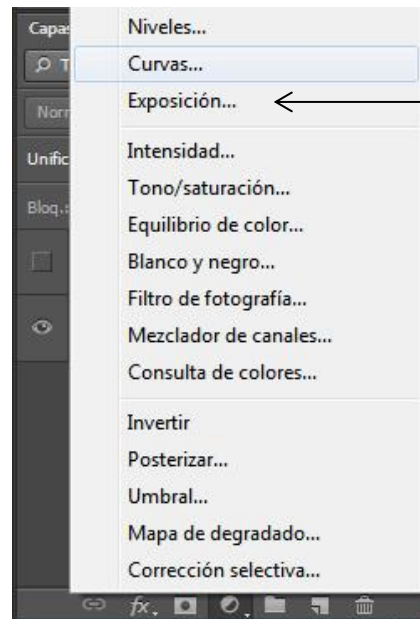 Capas
Niveles...
T
Curvas...
Norr
Exposición...
Unific
Intensidad...
Tono/saturación...
Bloq.:
Equilibrio de color...
Blanco y negro...
Filtro de fotografía...
Mezclador de canales...
Consulta de colores...
Invertir
Posterizar...
Umbral...
Mapa de degradado...
Corrección selectiva...
fx.